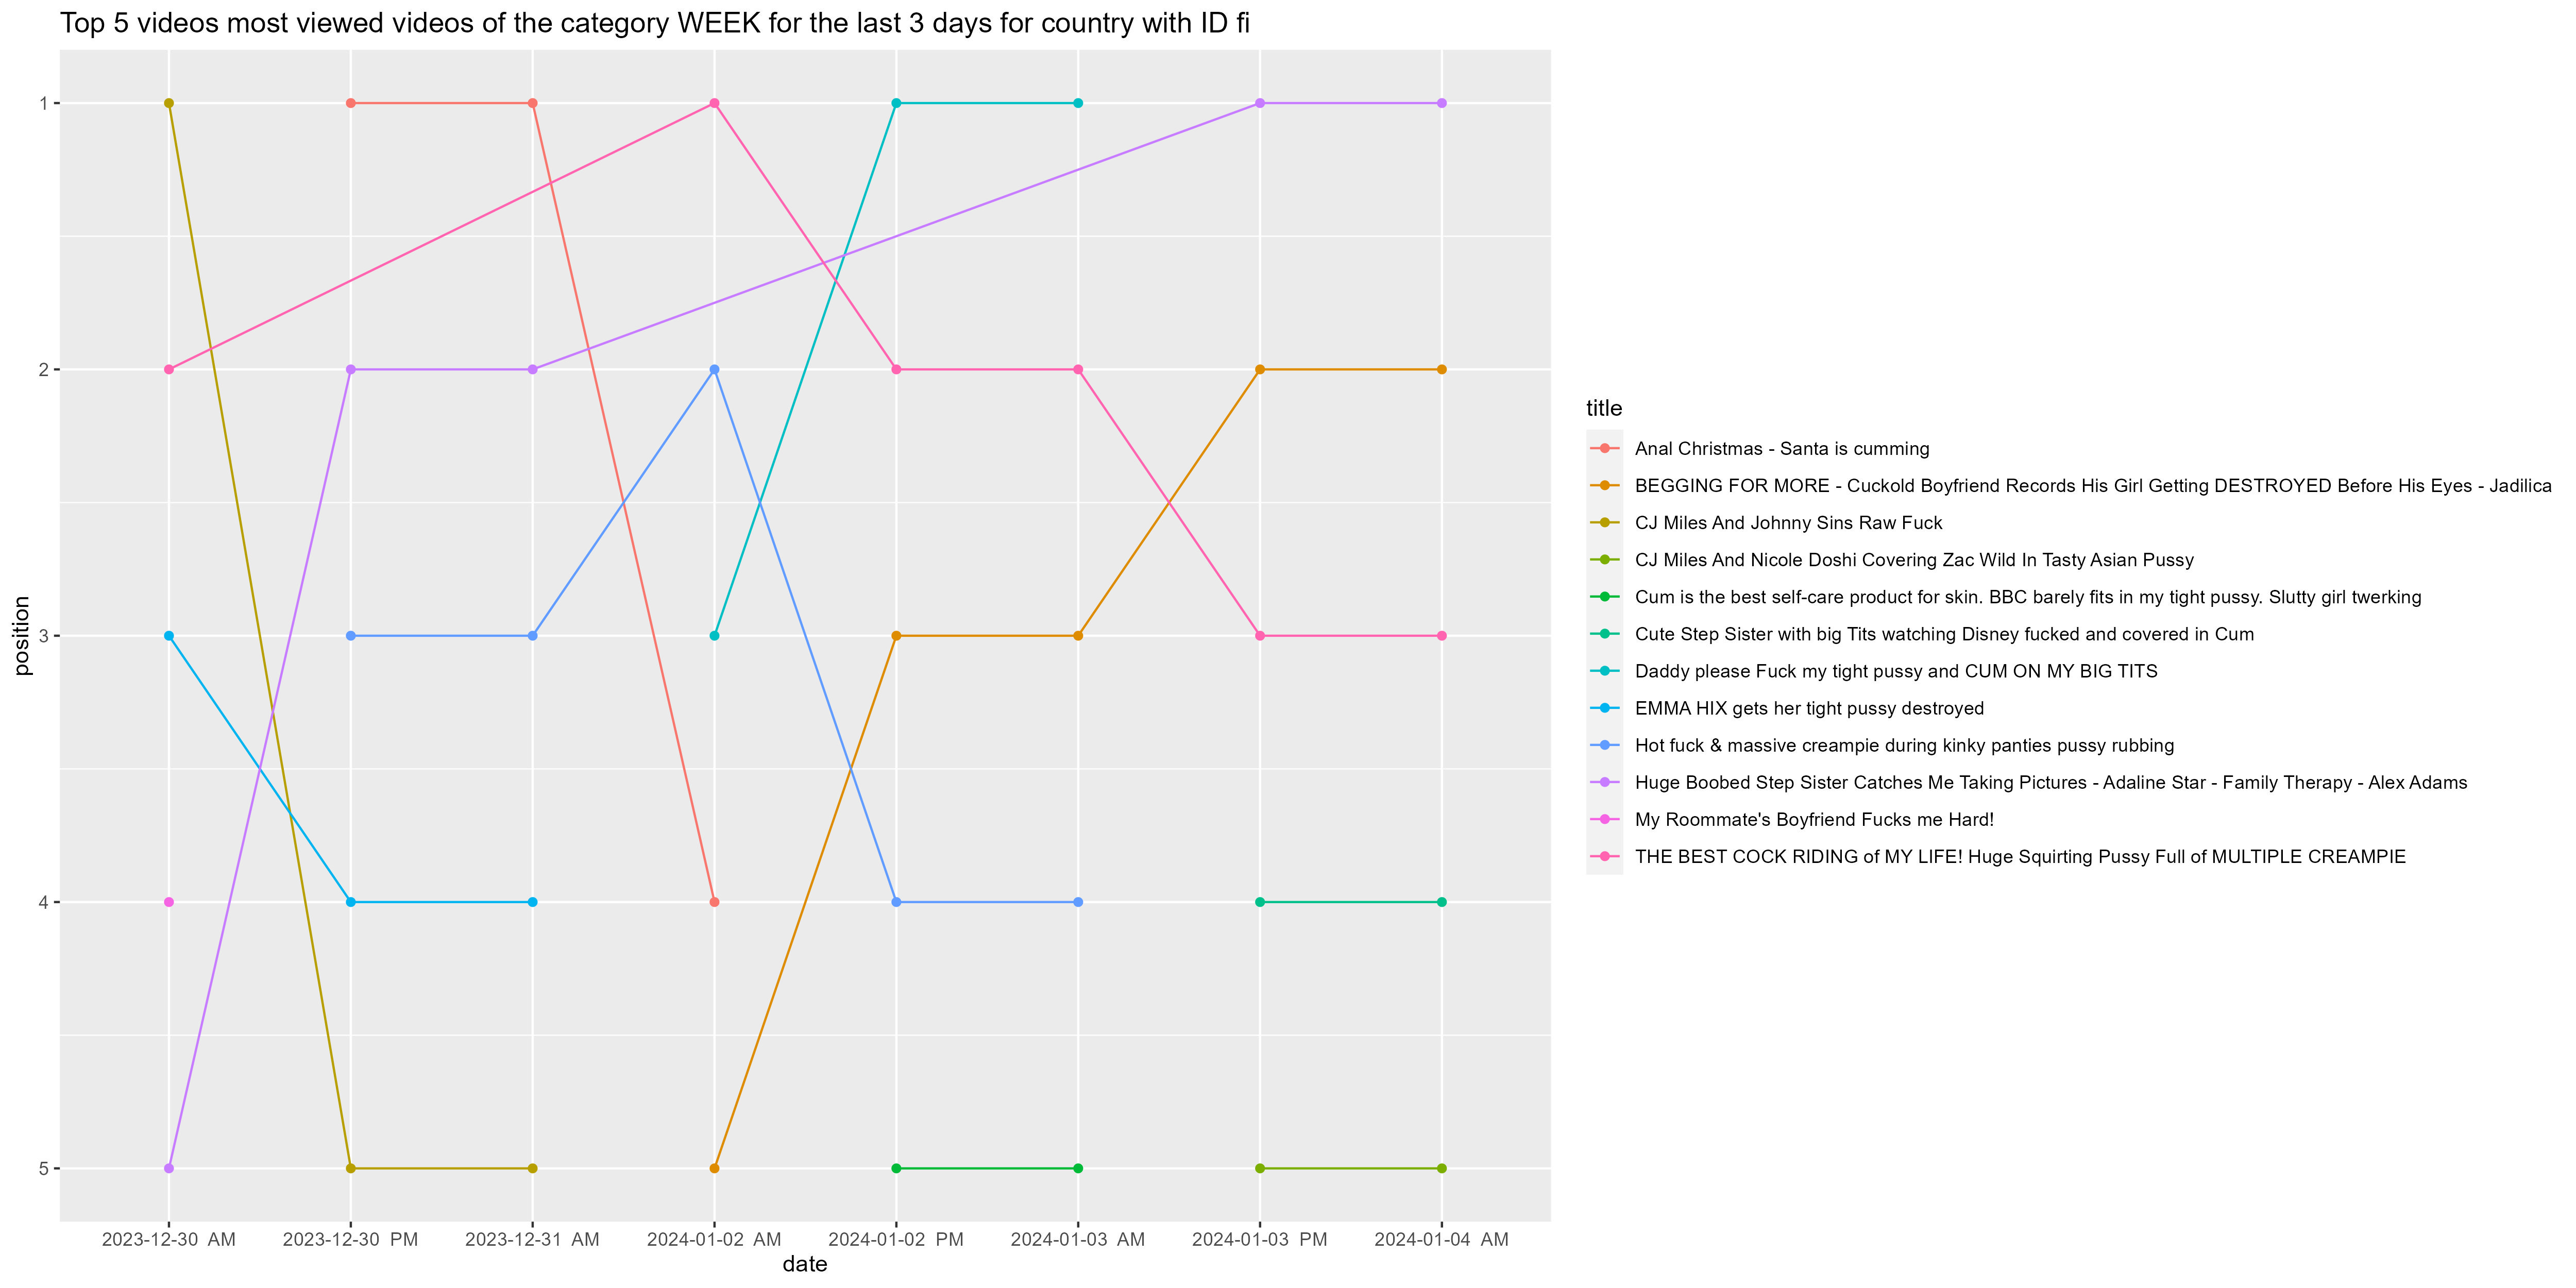 Top 5 videos most viewed videos of the category WEEK for the last 3 days for country with ID fi
position
1
2
3
4
5
2023-12-30 AM
2023-12-30 PM
2023-12-31 AM
2024-01-02 AM
2024-01-02 PM
2024-01-03 AM
2024-01-03 PM
2024-01-04 AM
date
title
Anal Christmas - Santa is cumming
BEGGING FOR MORE - Cuckold Boyfriend Records His Girl Getting DESTROYED Before His Eyes - Jadilica
CJ Miles And Johnny Sins Raw Fuck
CJ Miles And Nicole Doshi Covering Zac Wild In Tasty Asian Pussy
Cum is the best self-care product for skin. BBC barely fits in my tight pussy. Slutty girl twerking
Cute Step Sister with big Tits watching Disney fucked and covered in Cum
Daddy please Fuck my tight pussy and CUM ON MY BIG TITS
EMMA HIX gets her tight pussy destroyed
Hot fuck & massive creampie during kinky panties pussy rubbing
Huge Boobed Step Sister Catches Me Taking Pictures - Adaline Star - Family Therapy - Alex Adams
My Roommate's Boyfriend Fucks me Hard!
THE BEST COCK RIDING of MY LIFE! Huge Squirting Pussy Full of MULTIPLE CREAMPIE